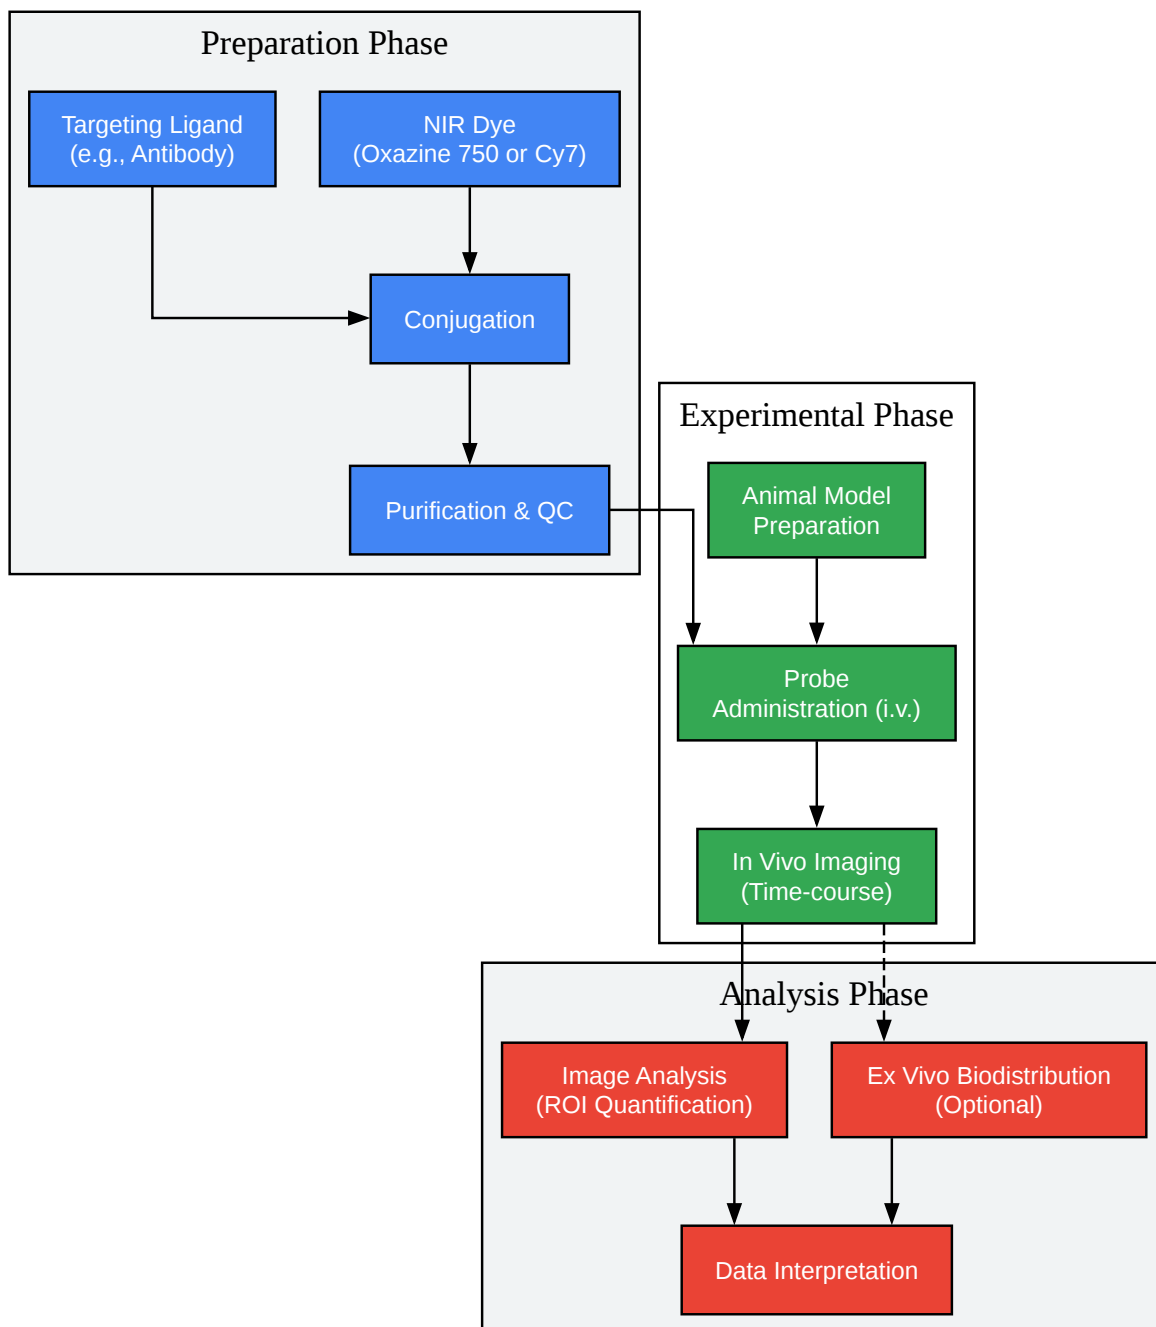 Preparation Phase
Targeting Ligand
(e.g., Antibody)
NIR Dye
(Oxazine 750 or Cy7)
Conjugation
Purification & QC
Experimental Phase
Animal Model
Preparation
Probe
Administration (i.v.)
In Vivo Imaging
(Time-course)
Analysis Phase
Image Analysis
(ROI Quantification)
Ex Vivo Biodistribution
(Optional)
Data Interpretation